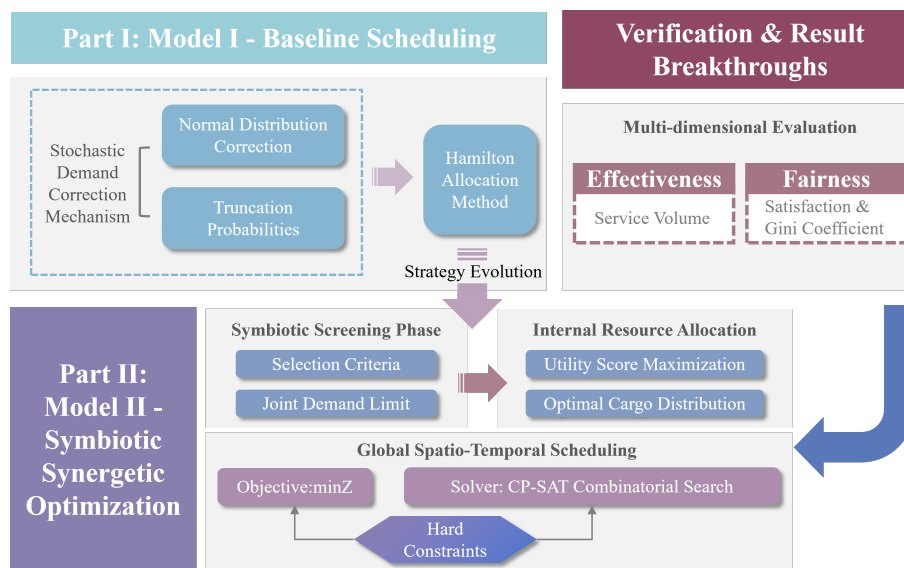 Part I: Model I - Baseline Scheduling
Stochastic
Demand
Correction
Mechanism
Normal Distribution
Correction
Truncation
Probabilities
Hamilton
Allocation
Method
Strategy Evolution
Verification & Result
Breakthroughs
Multi-dimensional Evaluation
Effectiveness
Service Volume
Fairness
Satisfaction &
Gini Coefficient
Part II:
Model II -
Symbiotic
Synergetic
Optimization
Symbiotic Screening Phase
Selection Criteria
Joint Demand Limit
Internal Resource Allocation
Utility Score Maximization
Optimal Cargo Distribution
Global Spatio-Temporal Scheduling
Objective:minZ
Solver: CP-SAT Combinatorial Search
Hard
Constraints